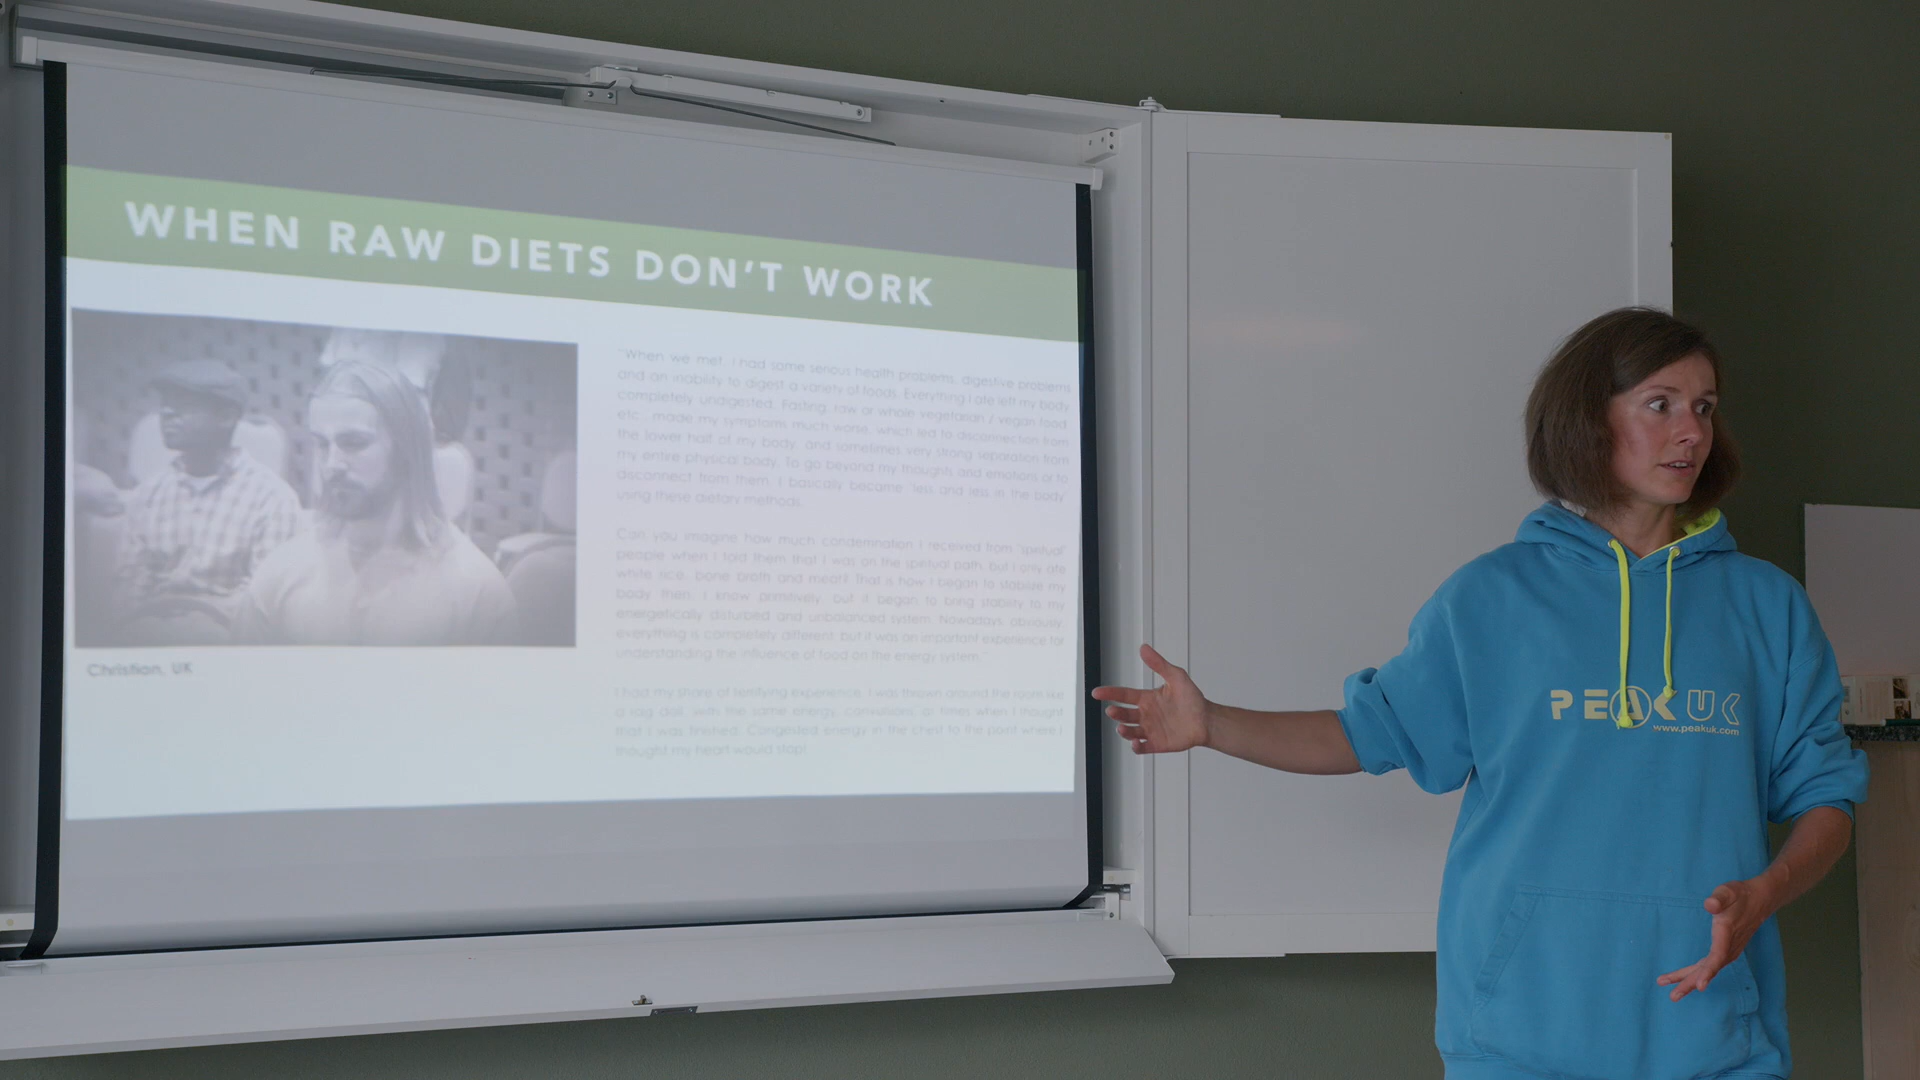 WHEN RAW DIETS DON'T WORK
"When we met, I had some serious health problems, digestive problems
and an inability to digest a variety of foods. Everything I ate left my body
completely undigested. Fasting, raw or whole vegetarian / vegan food
etc., made my symptoms much worse, which led to disconnection from
the lower half of my body, and sometimes very strong separation from
my entire physical body. To go beyond my thoughts and emotions or to
disconnect from them, I basicaly became 'less and less in the body'
using these dietary methods.
Can you imagine how much condemnation I received from 'spiritual'
people when I told them that I was on the spiritual path, but I only ate
white rice, bone broth and meat? That is how I began to stabilize my
body then. I know primitively, but it began to bring stability to my
energetically disturbed and unbalanced system. Nowadays, obviously,
everything is completely different, but it was an important experience for
understanding the influence of food on the energy system."
I had my share of terrifying experience. I was thrown around the room like
a rag doll, with the same energy, convulsions, at times when I thought
that I was finished. Congested energy in the chest to the point where I
thought my heart would stop!
Christian, UK
PEAK UK
www.peakuk.com